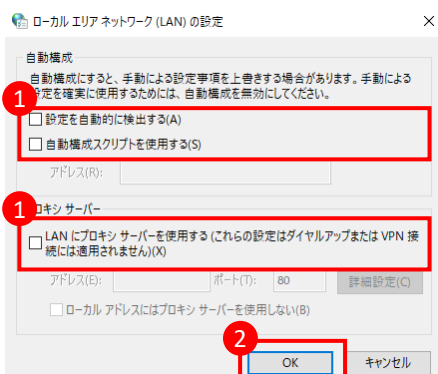 ローカル エリア ネットワーク (LAN) の設定
自動構成
自動構成にすると、手動による設定事項を上書きする場合があります。手動による
設定を確実に使用するためには、自動構成を無効にしてください。
1
設定を自動的に検出する(A)
自動構成スクリプトを使用する(S)
アドレス(R):
1
ロキシ サーバー
LAN にプロキシ サーバーを使用する (これらの設定はダイヤルアップまたは VPN 接
続には適用されません)(X)
アドレス(E): ポート(T): 80 詳細設定(C)
ローカル アドレスにはプロキシ サーバーを使用しない(B)
2
OK キャンセル